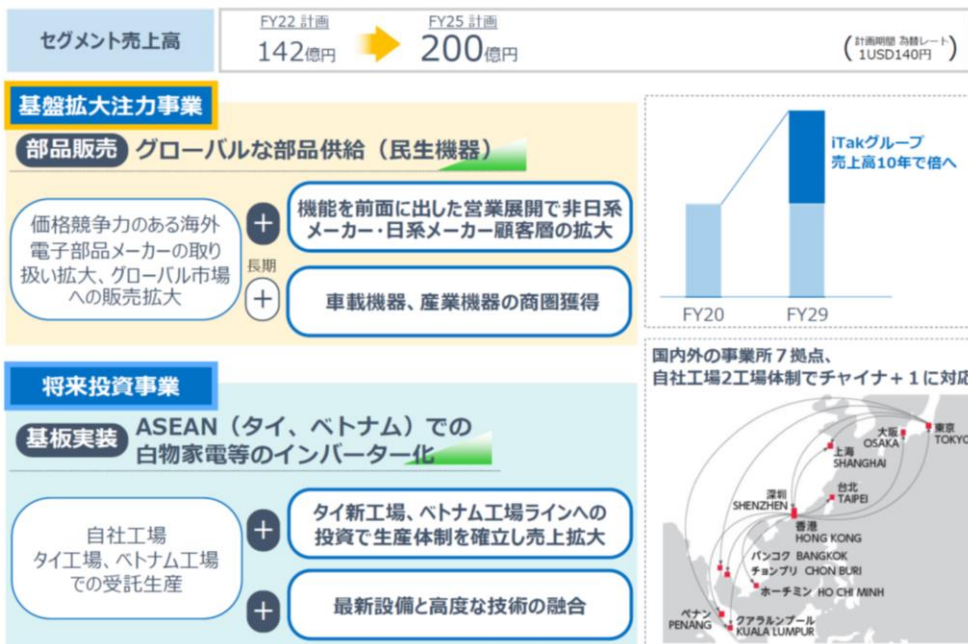 セグメント売上高
FY22 計画
142億円
FY25 計画
200億円
(計画期間 為替レート
1USD140円)
基盤拡大注力事業
部品販売 グローバルな部品供給（民生機器）
価格競争力のある海外
電子部品メーカーの取り
扱い拡大、グローバル市場
への販売拡大
+
機能を前面に出した営業展開で非日系
メーカー・日系メーカー顧客層の拡大
長期
+
車載機器、産業機器の商圏獲得
iTakグループ
売上高10年で倍へ
FY20
FY29
将来投資事業
基板実装
ASEAN（タイ、ベトナム）での
白物家電等のインバーター化
自社工場
タイ工場、ベトナム工場
での受託生産
+
タイ新工場、ベトナム工場ラインへの
投資で生産体制を確立し売上拡大
+
最新設備と高度な技術の融合
国内外の事業所７拠点、
自社工場2工場体制でチャイナ＋１に対応
大阪
OSAKA
東京
TOKYO
上海
SHANGHAI
台北
TAIPEI
深圳
SHENZHEN
香港
HONG KONG
バンコク BANGKOK
チョンブリ CHON BURI
ホーチミン HO CHI MINH
ペナン
PENANG
クアラルンプール
KUALA LUMPUR